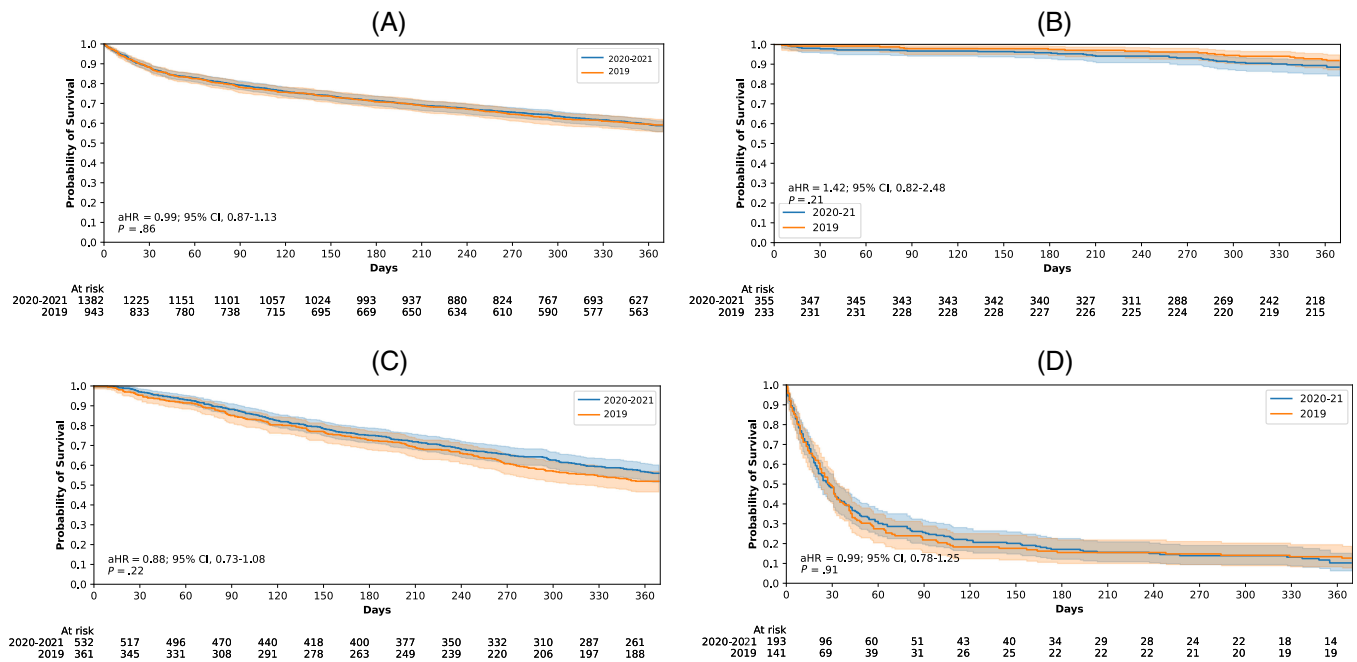 (A)
1.0
0.9
0.8
0.7
0.6
0.5
0.4
0.3
0.2
0.1
0.0
Probability of Survival
2020-2021
2019
aHR = 0.99; 95% CI, 0.87-1.13
P = .86
0 30 60 90 120 150 180 210 240 270 300 330 360
Days
At risk
2020-2021 1382 1225 1151 1101 1057 1024 993 937 880 824 767 693 627
2019 943 833 780 738 715 695 669 650 634 610 590 577 563
(B)
1.0
0.9
0.8
0.7
0.6
0.5
0.4
0.3
0.2
0.1
0.0
Probability of Survival
aHR = 1.42; 95% CI, 0.82-2.48
P = .21
2020-21
2019
0 30 60 90 120 150 180 210 240 270 300 330 360
Days
At risk
2020-2021 355 347 345 343 343 342 340 327 311 288 269 242 218
2019 233 231 231 228 228 228 227 226 225 224 220 219 215
(C)
1.0
0.9
0.8
0.7
0.6
0.5
0.4
0.3
0.2
0.1
0.0
Probability of Survival
2020-2021
2019
aHR = 0.88; 95% CI, 0.73-1.08
P = .22
0 30 60 90 120 150 180 210 240 270 300 330 360
Days
At risk
2020-2021 532 517 496 470 440 418 400 377 350 332 310 287 261
2019 361 345 331 308 291 278 263 249 239 220 206 197 188
(D)
1.0
0.9
0.8
0.7
0.6
0.5
0.4
0.3
0.2
0.1
0.0
Probability of Survival
2020-21
2019
aHR = 0.99; 95% CI, 0.78-1.25
P = .91
0 30 60 90 120 150 180 210 240 270 300 330 360
Days
At risk
2020-2021 193 96 60 51 43 40 34 29 28 24 22 18 14
2019 141 69 39 31 26 25 22 22 22 21 20 19 19